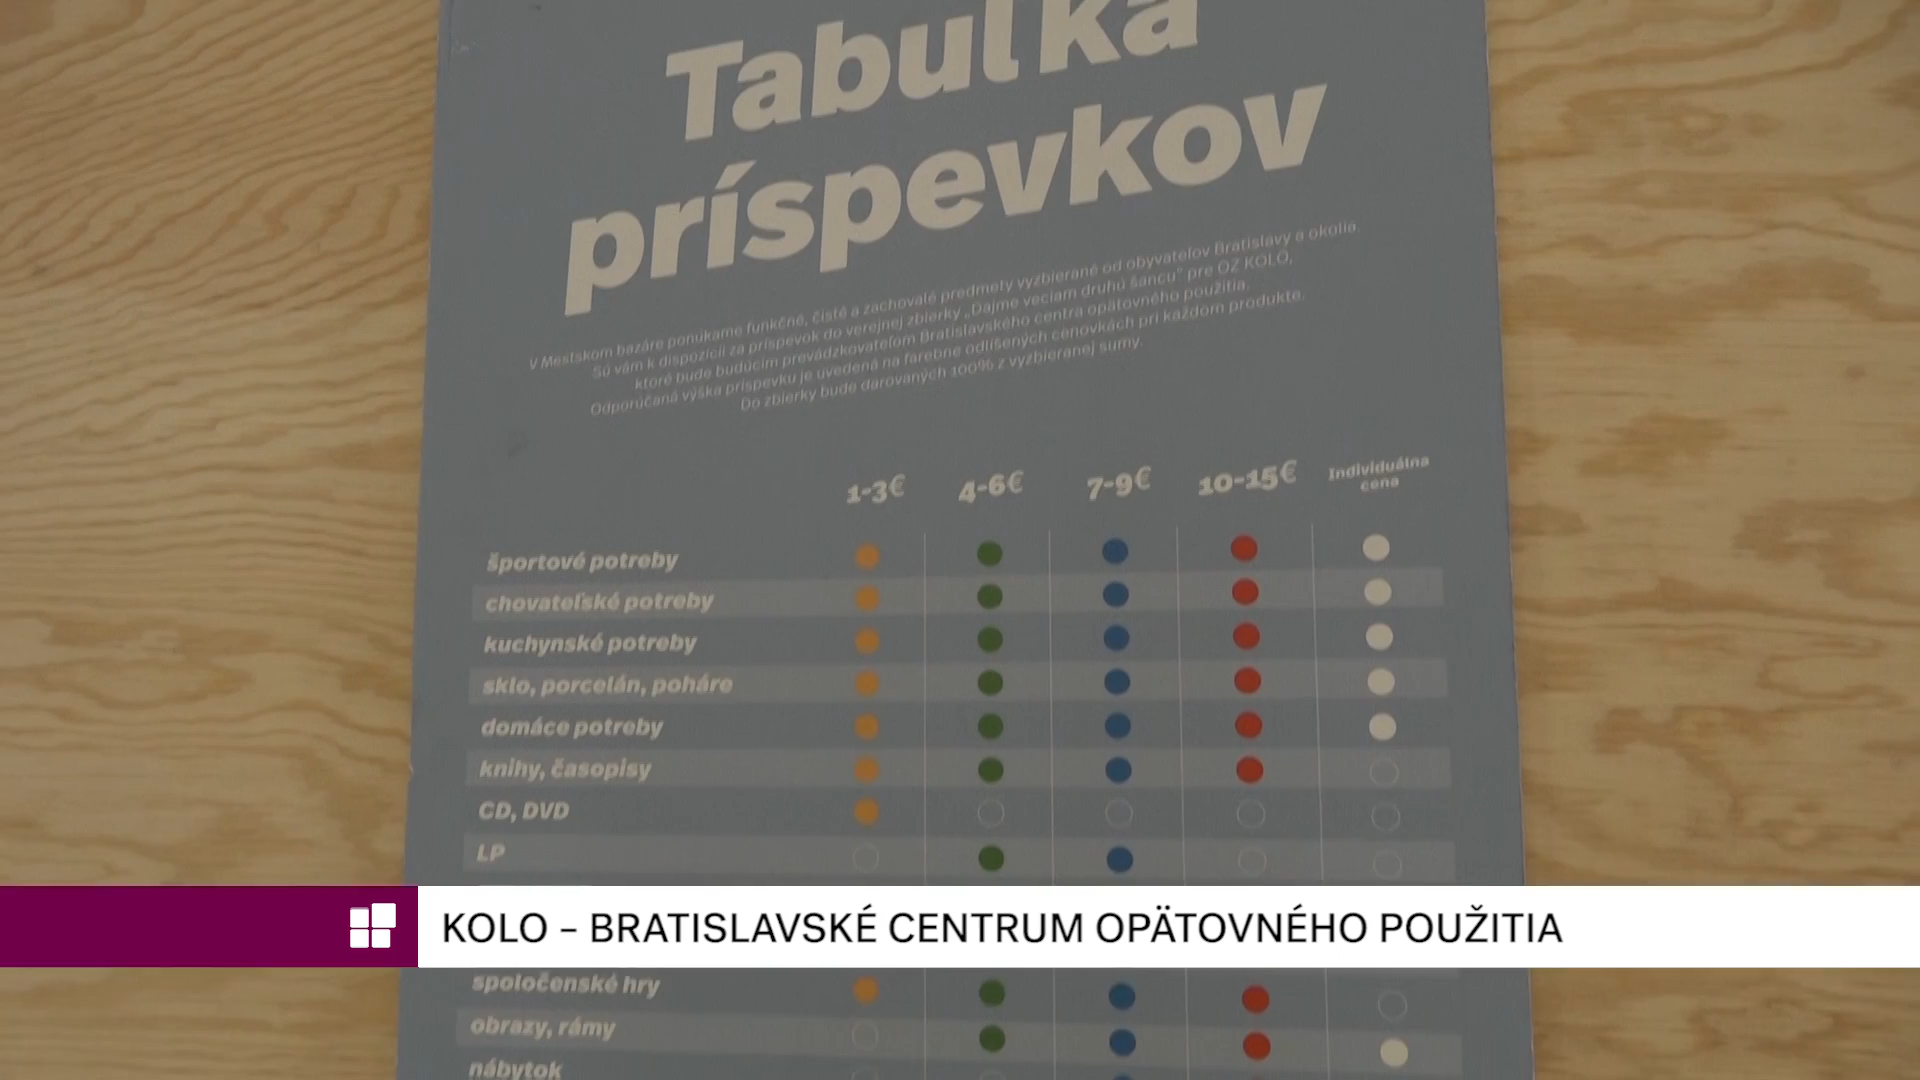 Tabuľka
príspevkov
V Mestskom bazáre ponúkame funkčné, čisté a zachovalé predmety vyzbierané od obyvateľov Bratislavy a okolia.
Sú vám k dispozícii za príspevok do verejnej zbierky „Dajme veciam druhú šancu" pre OZ KOLO,
ktoré bude budúcim prevádzkovateľom Bratislavského centra opätovného použitia.
Odporúčaná výška príspevku je uvedená na farebne odlíšených cenovkách pri každom produkte.
Do zbierky bude darovaných 100% z vyzbieranej sumy.
1-3€ 4-6€ 7-9€ 10-15€ Individuálna
cena
športové potreby
chovateľské potreby
kuchynské potreby
sklo, porcelán, poháre
domáce potreby
knihy, časopisy
CD, DVD
LP
KOLO – BRATISLAVSKÉ CENTRUM OPÄTOVNÉHO POUŽITIA
spoločenské hry
obrazy, rámy
nábytok